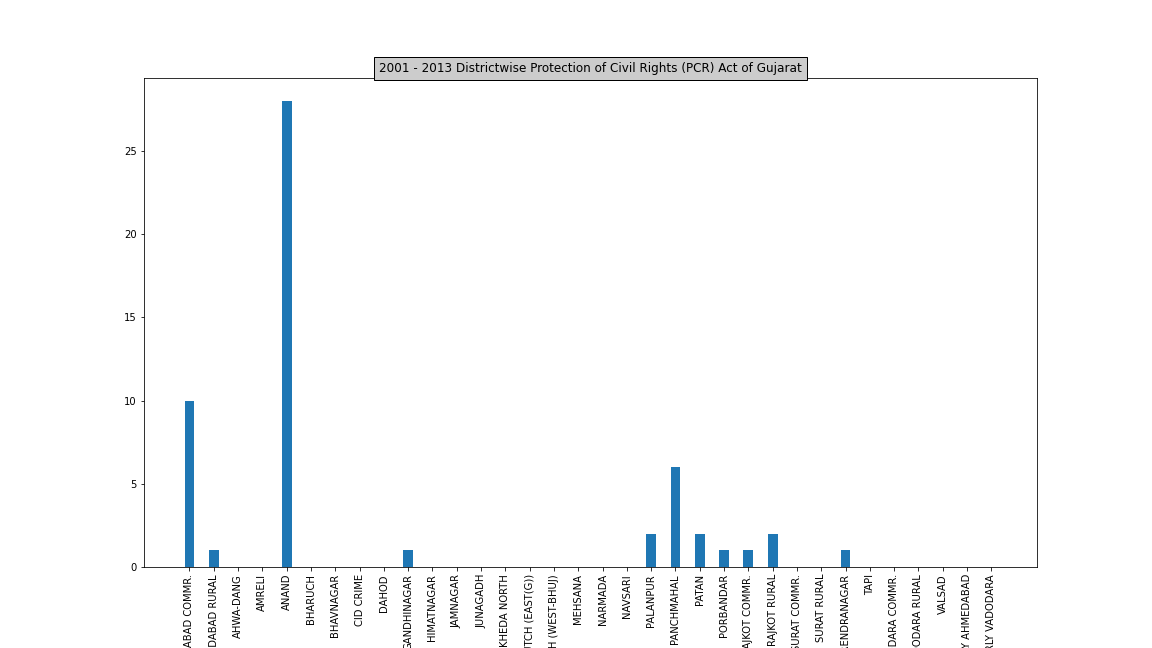 2001 - 2013 Districtwise Protection of Civil Rights (PCR) Act of Gujarat
25
20
15
10
5
0
ABAD COMMR.
DABAD RURAL
AHWA-DANG
AMRELI
ANAND
BHARUCH
BHAVNAGAR
CID CRIME
DAHOD
GANDHINAGAR
HIMATNAGAR
JAMNAGAR
JUNAGADH
KHEDA NORTH
UTCH (EAST(G))
H (WEST-BHUJ)
MEHSANA
NARMADA
NAVSARI
PALANPUR
PANCHMAHAL
PATAN
PORBANDAR
AJKOT COMMR.
RAJKOT RURAL
SURAT COMMR.
SURAT RURAL
ENDRANAGAR
TAPI
DARA COMMR.
ODARA RURAL
VALSAD
Y AHMEDABAD
RLY VADODARA